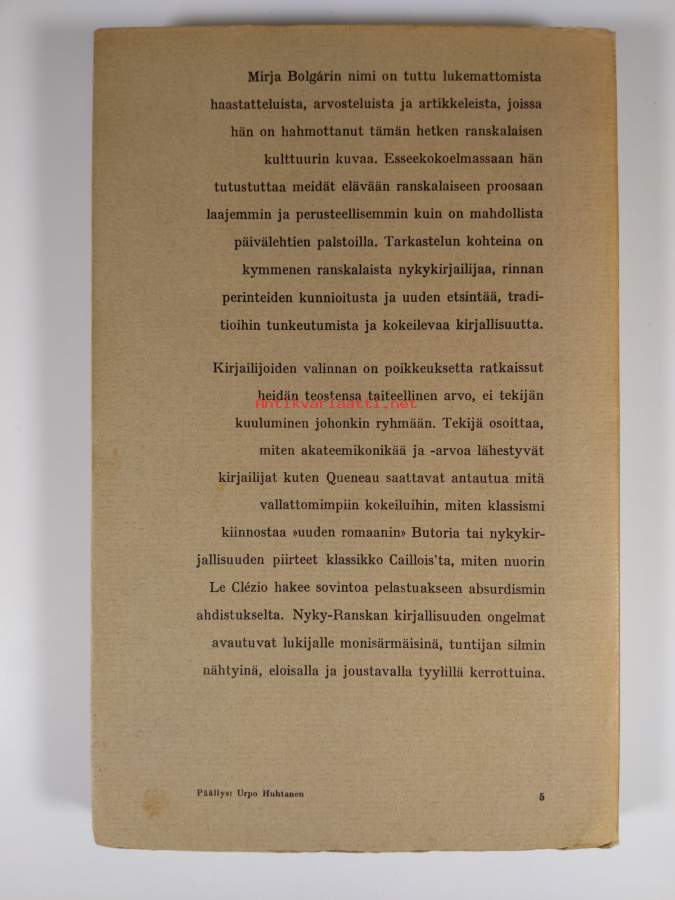 Mirja Bolgárin nimi on tuttu lukemattomista
haastatteluista, arvosteluista ja artikkeleista, joissa
hän on hahmottanut tämän hetken ranskalaisen
kulttuurin kuvaa. Esseekokoelmassaan hän
tutustuttaa meidät elävään ranskalaiseen proosaan
laajemmin ja perusteellisemmin kuin on mahdollista
päivälehtien palstoilla. Tarkastelun kohteina on
kymmenen ranskalaista nykykirjailijaa, rinnan
perinteiden kunnioitusta ja uuden etsintää, tradi-
tioihin tunkeutumista ja kokeilevaa kirjallisuutta.
Kirjailijoiden valinnan on poikkeuksetta ratkaissut
heidän teostensa taiteellinen arvo, ei tekijän
Antikvariaatti.net
kuuluminen johonkin ryhmään. Tekijä osoittaa,
miten akateemikonikää ja -arvoa lähestyvät
kirjailijat kuten Queneau saattavat antautua mitä
vallattomimpiin kokeiluihin, miten klassismi
kiinnostaa »uuden romaanin» Butoria tai nykykir-
jallisuuden piirteet klassikko Caillois'ta, miten nuorin
Le Clézio hakee sovintoa pelastuakseen absurdismin
ahdistukselta. Nyky-Ranskan kirjallisuuden ongelmat
avautuvat lukijalle monisärmäisinä, tuntijan silmin
nähtyinä, eloisalla ja joustavalla tyylillä kerrottuina.
Päällys: Urpo Huhtanen
5